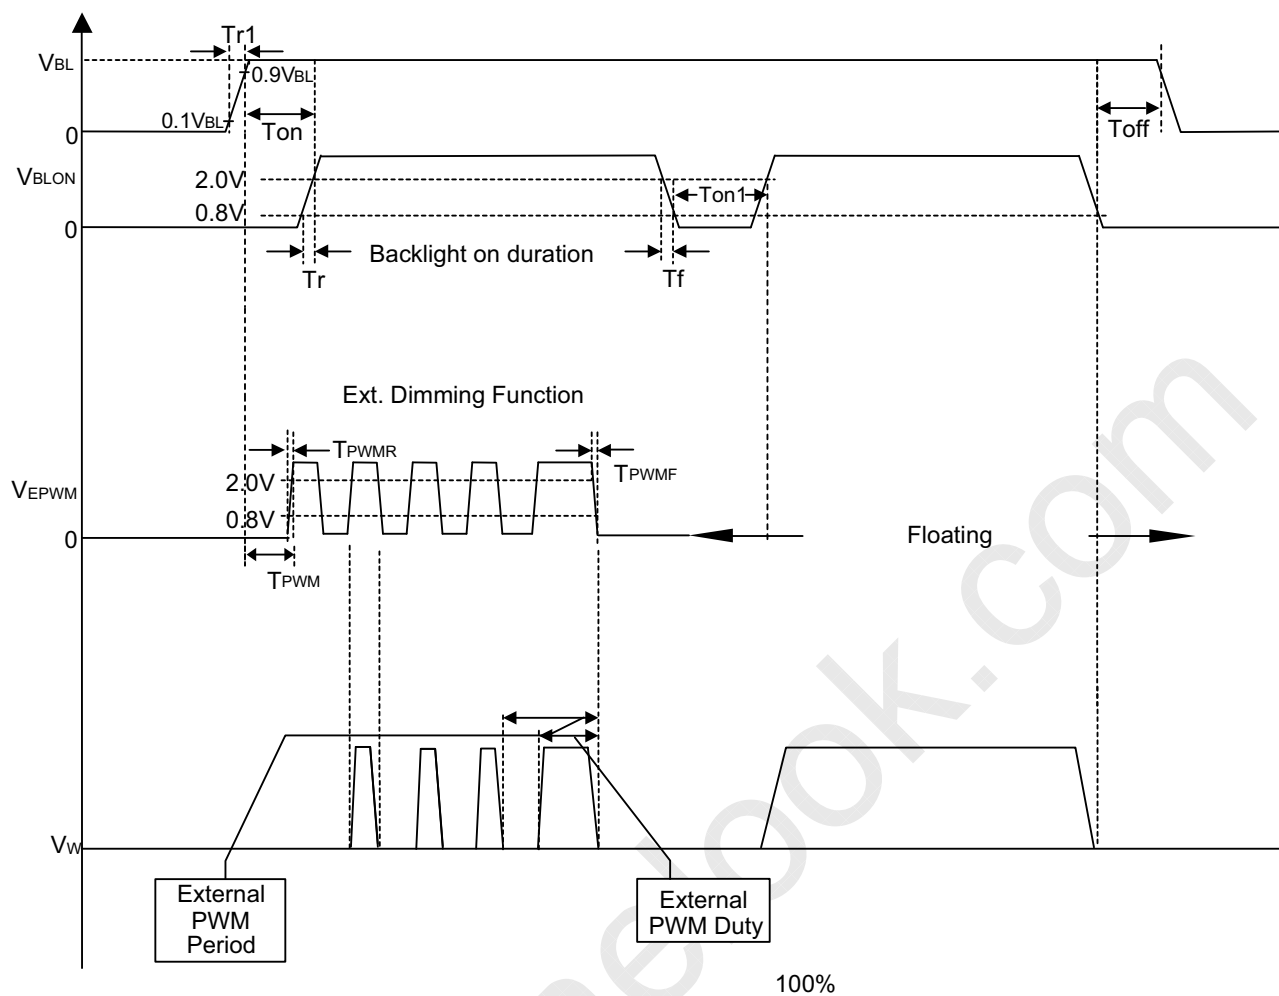 Tr1
VBL
0.9VBL
0.1VBL
Ton
Toff
0
VBLON
2.0V
Ton1
0.8V
0
Backlight on duration
Tr
Tf
Ext. Dimming Function
TPWMR
TPWMF
2.0V
VEPWM
0.8V
0
Floating
TPWM
VW
External
PWM
Period
External
PWM Duty
100%
elook.com